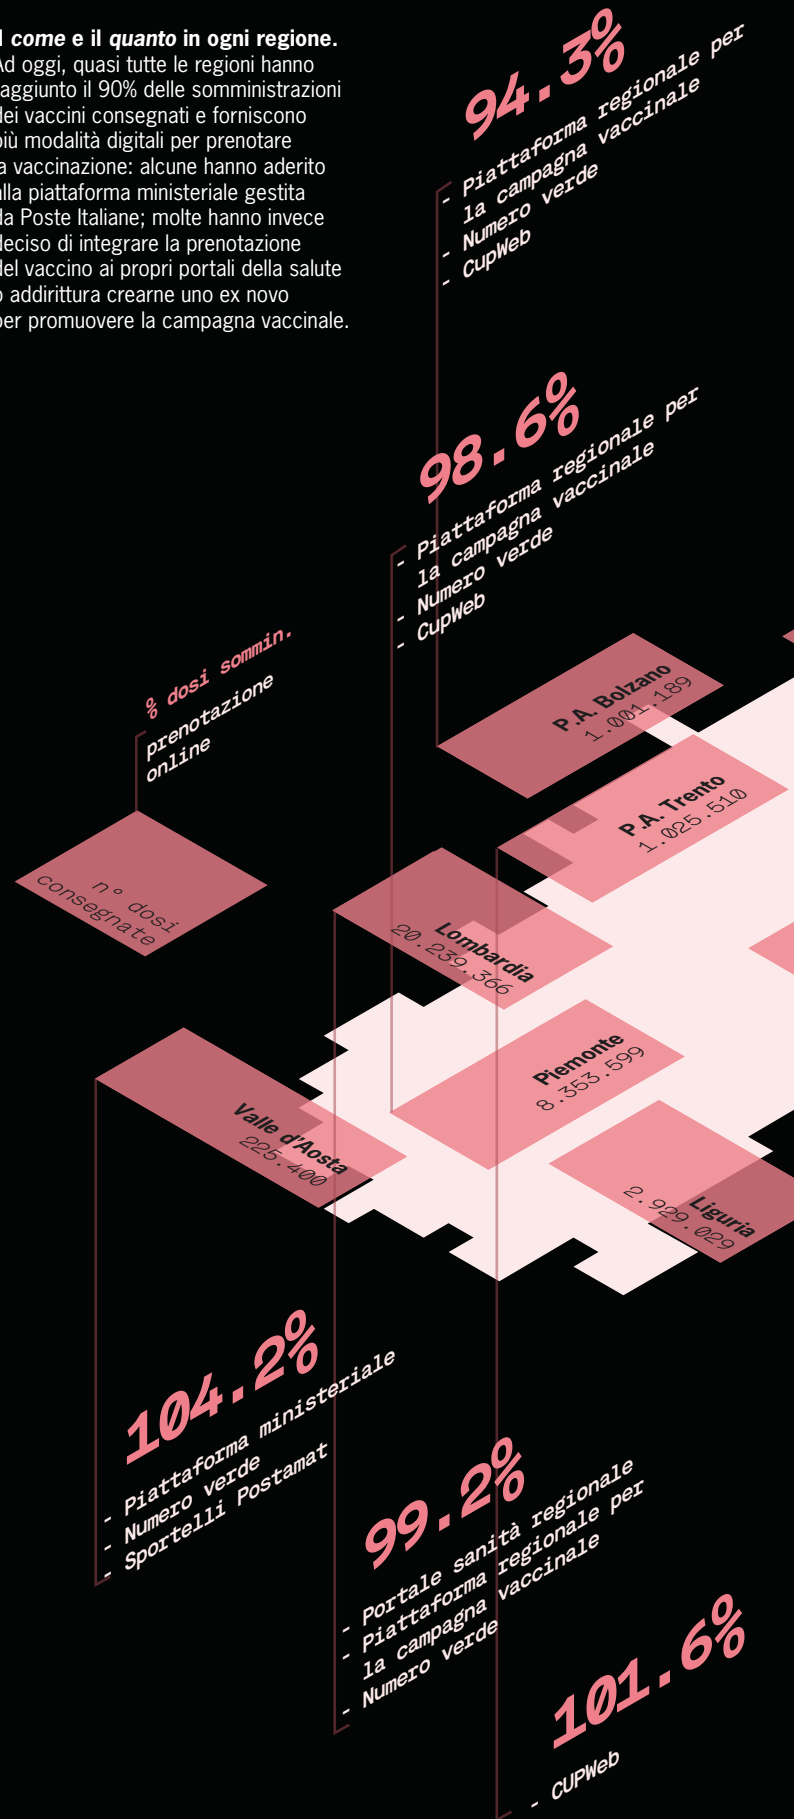 come e il quanto in ogni regione.
Ad oggi, quasi tutte le regioni hanno
aggiunto il 90% delle somministrazioni
dei vaccini consegnati e forniscono
più modalità digitali per prenotare
la vaccinazione: alcune hanno aderito
alla piattaforma ministeriale gestita
da Poste Italiane; molte hanno invece
deciso di integrare la prenotazione
del vaccino ai propri portali della salute
o addirittura crearne uno ex novo
per promuovere la campagna vaccinale.
94.3%
- Piattaforma regionale per
la campagna vaccinale
- Numero verde
- CupWeb
98.6%
- Piattaforma regionale per
la campagna vaccinale
- Numero verde
- CupWeb
% dosi sommin.
prenotazione
online
n° dosi
consegnate
P.A. Bolzano
1.001.189
P.A. Trento
1.025.510
Lombardia
20.239.366
Piemonte
8.353.599
Valle d'Aosta
225.400
Liguria
2.929.029
104.2%
- Piattaforma ministeriale
- Numero verde
- Sportelli Postamat
99.2%
- Portale sanità regionale
- Piattaforma regionale per
la campagna vaccinale
- Numero verde
101.6%
- CUPWeb